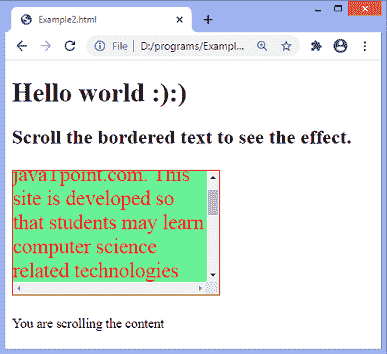 Example2.html
File | D:/programs/Exampl...
Hello world :):)
Scroll the bordered text to see the effect.
javaTpoint.com. This
site is developed so
that students may learn
computer science
related technologies
You are scrolling the content